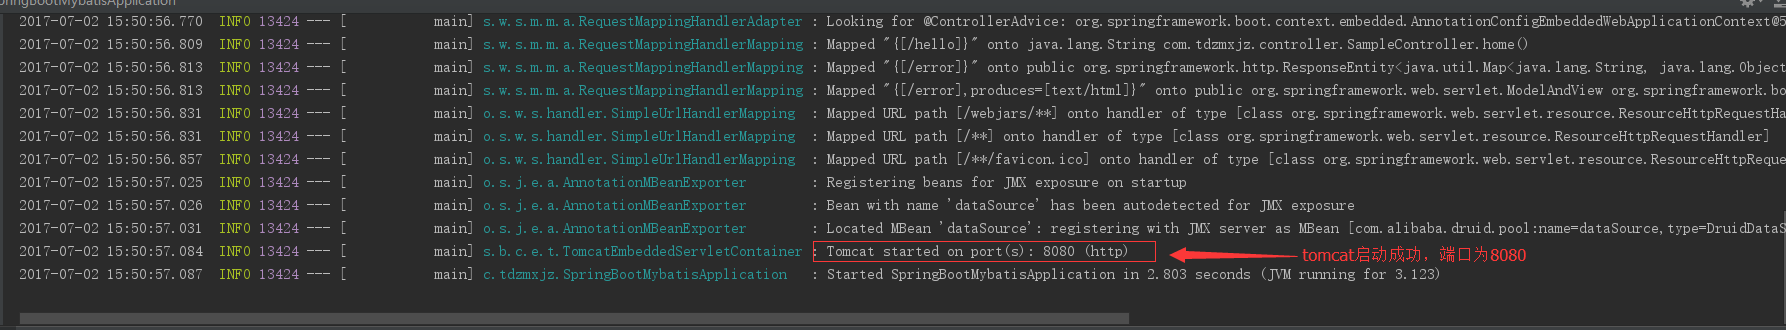 SpringBootMybatisApplication
2017-07-02 15:50:56.770  INFO 13424 --- [           main] s.w.s.m.m.a.RequestMappingHandlerAdapter : Looking for @ControllerAdvice: org.springframework.boot.context.embedded.AnnotationConfigEmbeddedWebApplicationContext@5
2017-07-02 15:50:56.809  INFO 13424 --- [           main] s.w.s.m.m.a.RequestMappingHandlerMapping : Mapped "{[/hello]}" onto java.lang.String com.tdzmxjz.controller.SampleController.home()
2017-07-02 15:50:56.813  INFO 13424 --- [           main] s.w.s.m.m.a.RequestMappingHandlerMapping : Mapped "{[/error]}" onto public org.springframework.http.ResponseEntity<java.util.Map<java.lang.String, java.lang.Object
2017-07-02 15:50:56.813  INFO 13424 --- [           main] s.w.s.m.m.a.RequestMappingHandlerMapping : Mapped "{[/error],produces=[text/html]}" onto public org.springframework.web.servlet.ModelAndView org.springframework.bo
2017-07-02 15:50:56.831  INFO 13424 --- [           main] o.s.w.s.handler.SimpleUrlHandlerMapping  : Mapped URL path [/webjars/**] onto handler of type [class org.springframework.web.servlet.resource.ResourceHttpRequestHa
2017-07-02 15:50:56.831  INFO 13424 --- [           main] o.s.w.s.handler.SimpleUrlHandlerMapping  : Mapped URL path [/**] onto handler of type [class org.springframework.web.servlet.resource.ResourceHttpRequestHandler]
2017-07-02 15:50:56.857  INFO 13424 --- [           main] o.s.w.s.handler.SimpleUrlHandlerMapping  : Mapped URL path [/**/favicon.ico] onto handler of type [class org.springframework.web.servlet.resource.ResourceHttpReque
2017-07-02 15:50:57.025  INFO 13424 --- [           main] o.s.j.e.a.AnnotationMBeanExporter        : Registering beans for JMX exposure on startup
2017-07-02 15:50:57.026  INFO 13424 --- [           main] o.s.j.e.a.AnnotationMBeanExporter        : Bean with name 'dataSource' has been autodetected for JMX exposure
2017-07-02 15:50:57.031  INFO 13424 --- [           main] o.s.j.e.a.AnnotationMBeanExporter        : Located MBean 'dataSource': registering with JMX server as MBean [com.alibaba.druid.pool:name=dataSource,type=DruidDataS
2017-07-02 15:50:57.084  INFO 13424 --- [           main] s.b.c.e.t.TomcatEmbeddedServletContainer : Tomcat started on port(s): 8080 (http) tomcat启动成功，端口为8080
2017-07-02 15:50:57.087  INFO 13424 --- [           main] c.tdzmxjz.SpringBootMybatisApplication   : Started SpringBootMybatisApplication in 2.803 seconds (JVM running for 3.123)